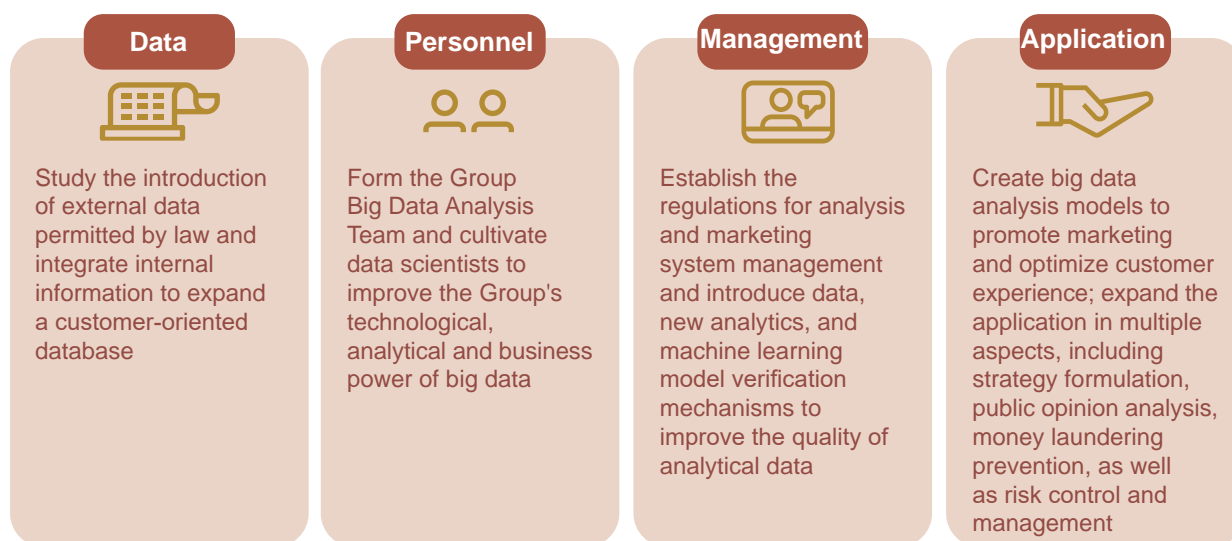 Data
Study the introduction
of external data
permitted by law and
integrate internal
information to expand
a customer-oriented
database
Personnel
Form the Group
Big Data Analysis
Team and cultivate
data scientists to
improve the Group's
technological,
analytical and business
power of big data
Management
Establish the
regulations for analysis
and marketing
system management
and introduce data,
new analytics, and
machine learning
model verification
mechanisms to
improve the quality of
analytical data
Application
Create big data
analysis models to
promote marketing
and optimize customer
experience; expand the
application in multiple
aspects, including
strategy formulation,
public opinion analysis,
money laundering
prevention, as well
as risk control and
management